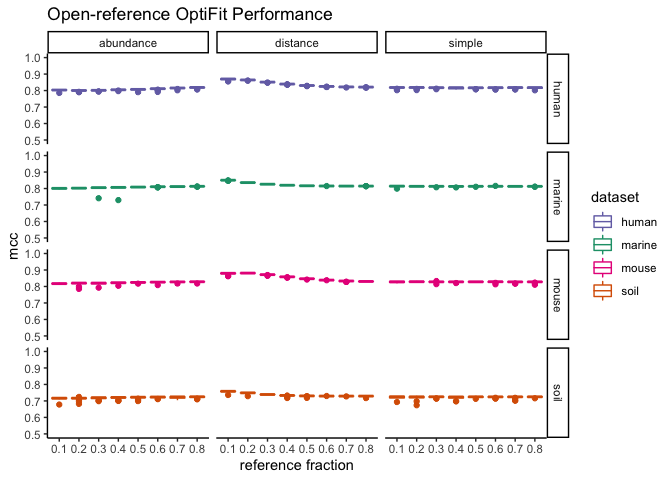 Open-reference OptiFit Performance
abundance distance simple
1.0
0.9
0.8
0.7
0.6
0.5
human
1.0
0.9
0.8
0.7
0.6
0.5
marine
1.0
0.9
0.8
0.7
0.6
0.5
mouse
1.0
0.9
0.8
0.7
0.6
0.5
soil
mcc
0.1 0.2 0.3 0.4 0.5 0.6 0.7 0.8 0.1 0.2 0.3 0.4 0.5 0.6 0.7 0.8 0.1 0.2 0.3 0.4 0.5 0.6 0.7 0.8
reference fraction
dataset
human
marine
mouse
soil